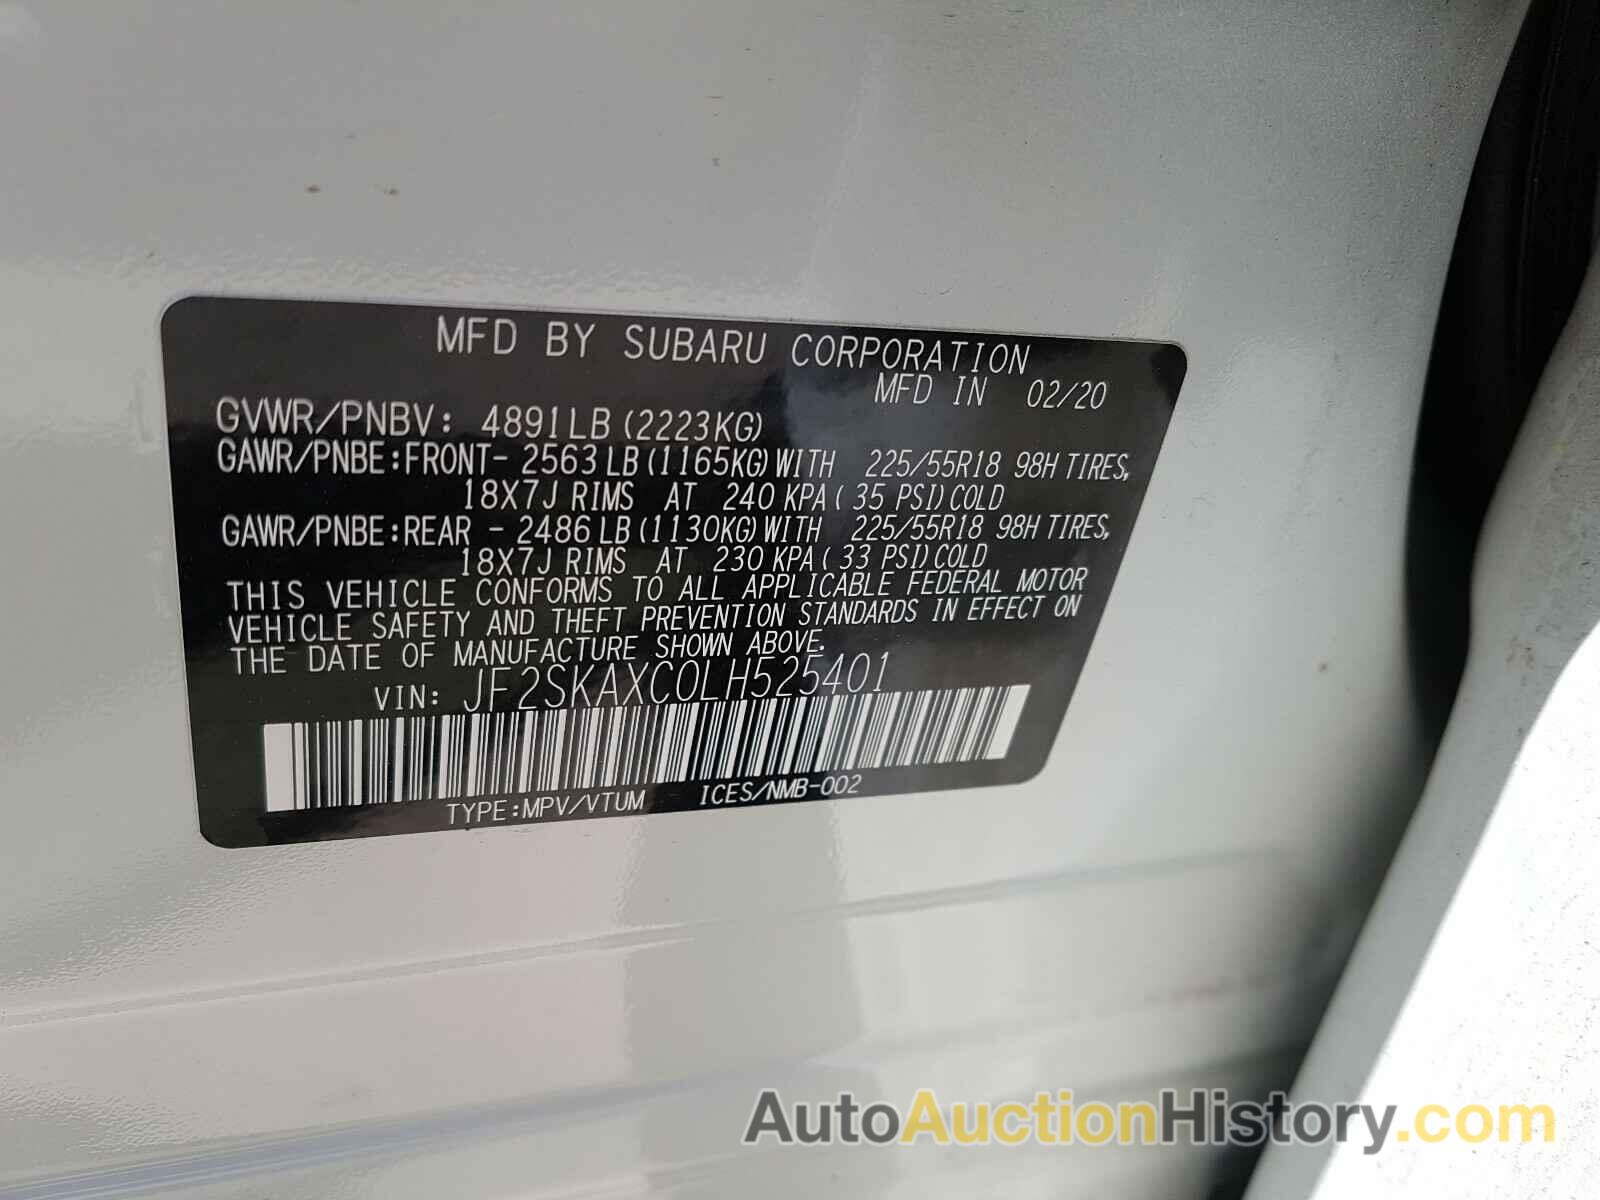 MFD BY SUBARU CORPORATION
MFD IN 02/20
GVWR/PNBV: 4891LB (2223KG)
GAWR/PNBE:FRONT- 2563LB(1165KG)WITH 225/55R18 98H TIRES,
18X7J RIMS AT 240 KPA( 35 PSI)COLD
GAWR/PNBE:REAR - 2486LB(1130KG)WITH 225/55R18 98H TIRES,
18X7J RIMS AT 230 KPA( 33 PSI)COLD
THIS VEHICLE CONFORMS TO ALL APPLICABLE FEDERAL MOTOR
VEHICLE SAFETY AND THEFT PREVENTION STANDARDS IN EFFECT ON
THE DATE OF MANUFACTURE SHOWN ABOVE.
VIN: JF2SKAXC0LH525401
TYPE:MPV/VTUM ICES/NMB-002
AutoAuctionHistory.com